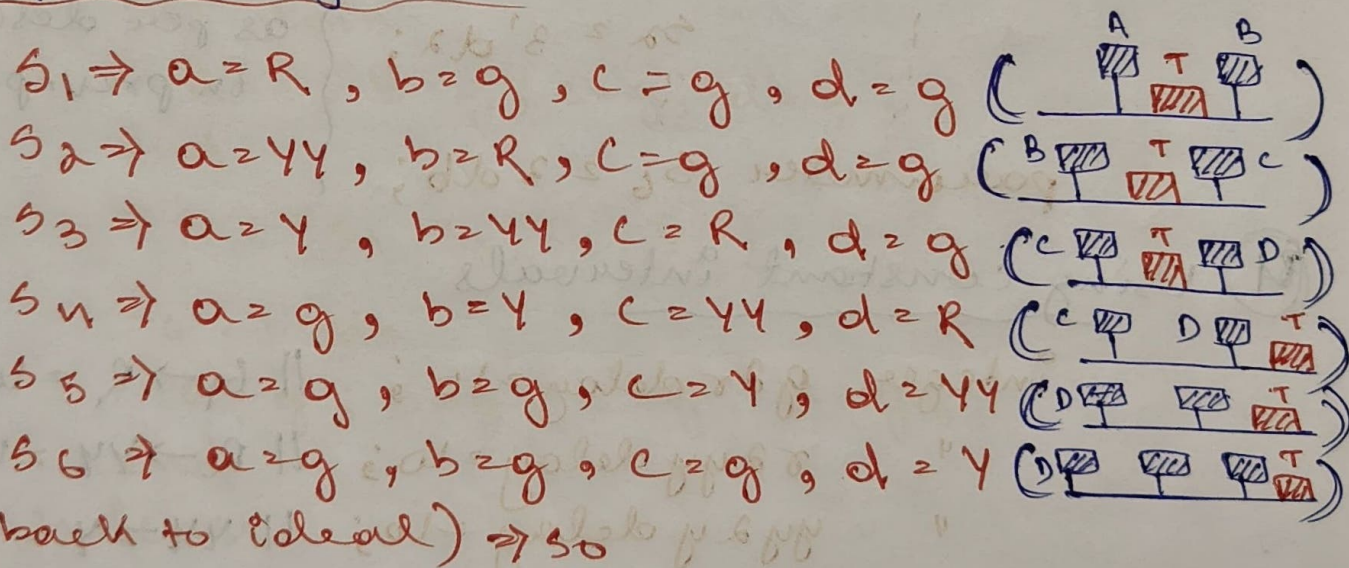 A B
S1 ⇒ a = R , b = g , c = g , d = g ( T )
S2 ⇒ a = YY , b = R , C = g , d = g ( B T C )
S3 ⇒ a = Y , b = YY , C = R , d = g ( C T D )
S4 ⇒ a = g , b = Y , C = YY , d = R ( C D T )
S5 ⇒ a = g , b = g , C = Y , d = YY ( D T )
S6 ⇒ a = g , b = g , C = g , d = Y ( D T )
back to ideal) ⇒ S0